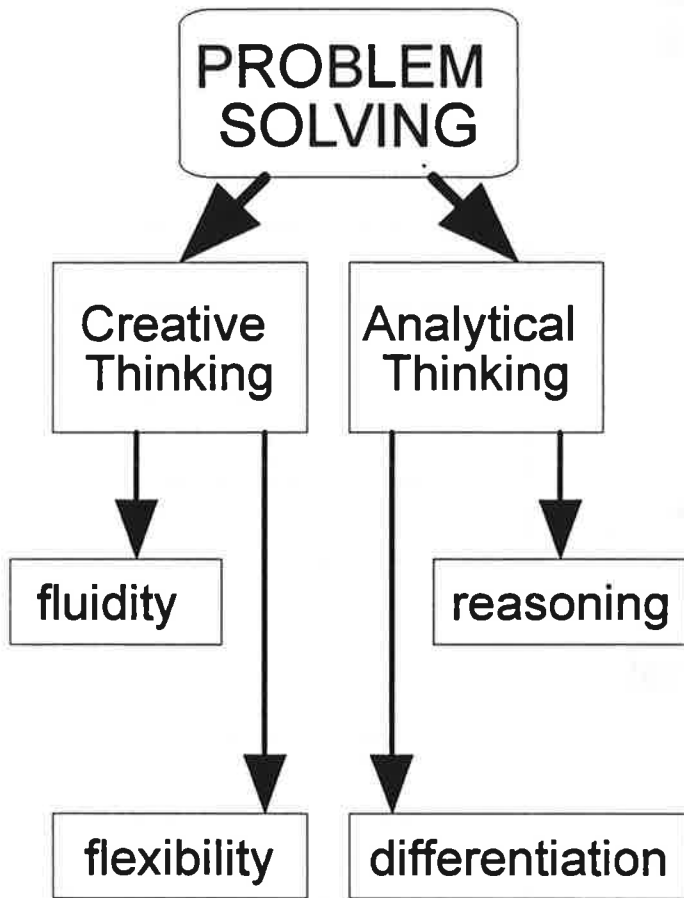 PROBLEM
SOLVING
Creative
Thinking
Analytical
Thinking
fluidity
reasoning
flexibility
differentiation